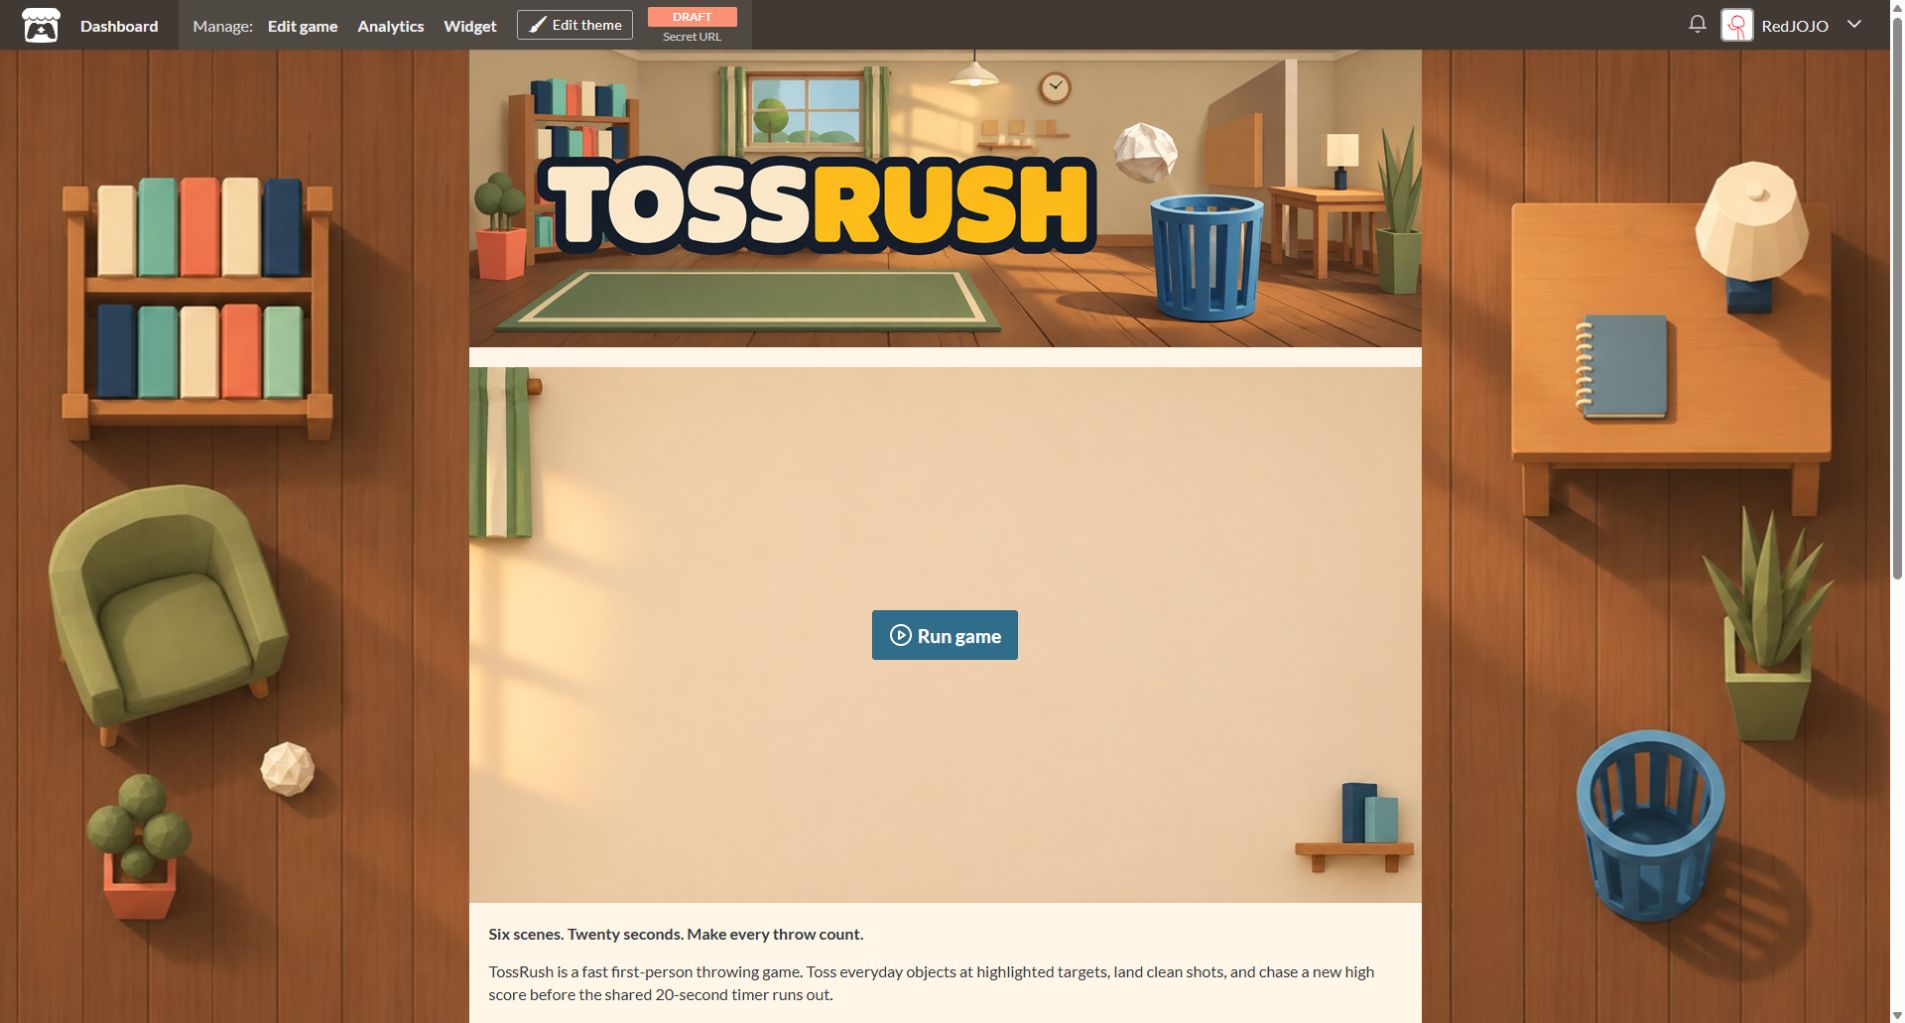 Dashboard
Manage: Edit game Analytics Widget Edit theme
DRAFT
Secret URL
RedJOJO
TOSSRUSH
Run game
Six scenes. Twenty seconds. Make every throw count.
TossRush is a fast first-person throwing game. Toss everyday objects at highlighted targets, land clean shots, and chase a new high
score before the shared 20-second timer runs out.